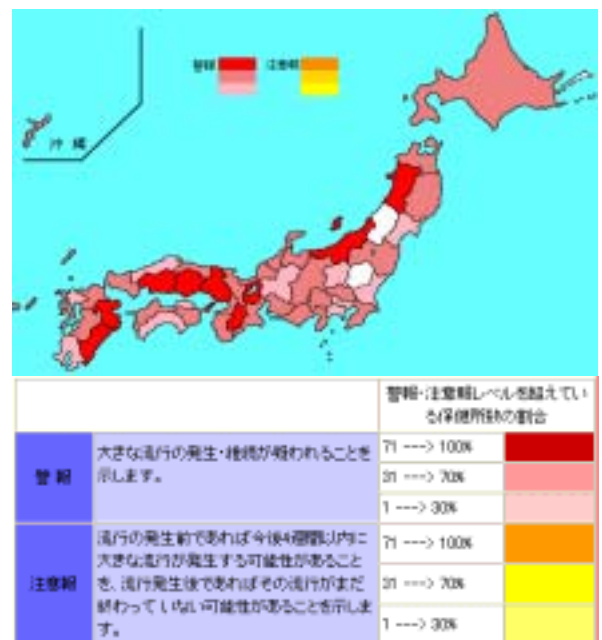 警報 注意報
沖縄
警報・注意報レベルを超えてい
る保健所数の割合
警報
大きな流行の発生・継続が疑われることを
示します。
71 ---> 100%
31 ---> 70%
1 ---> 30%
注意報
流行の発生前であれば今後4週間以内に
大きな流行が発生する可能性があること
を、流行発生後であればその流行がまだ
終わっていない可能性があることを示しま
す。
71 ---> 100%
31 ---> 70%
1 ---> 30%